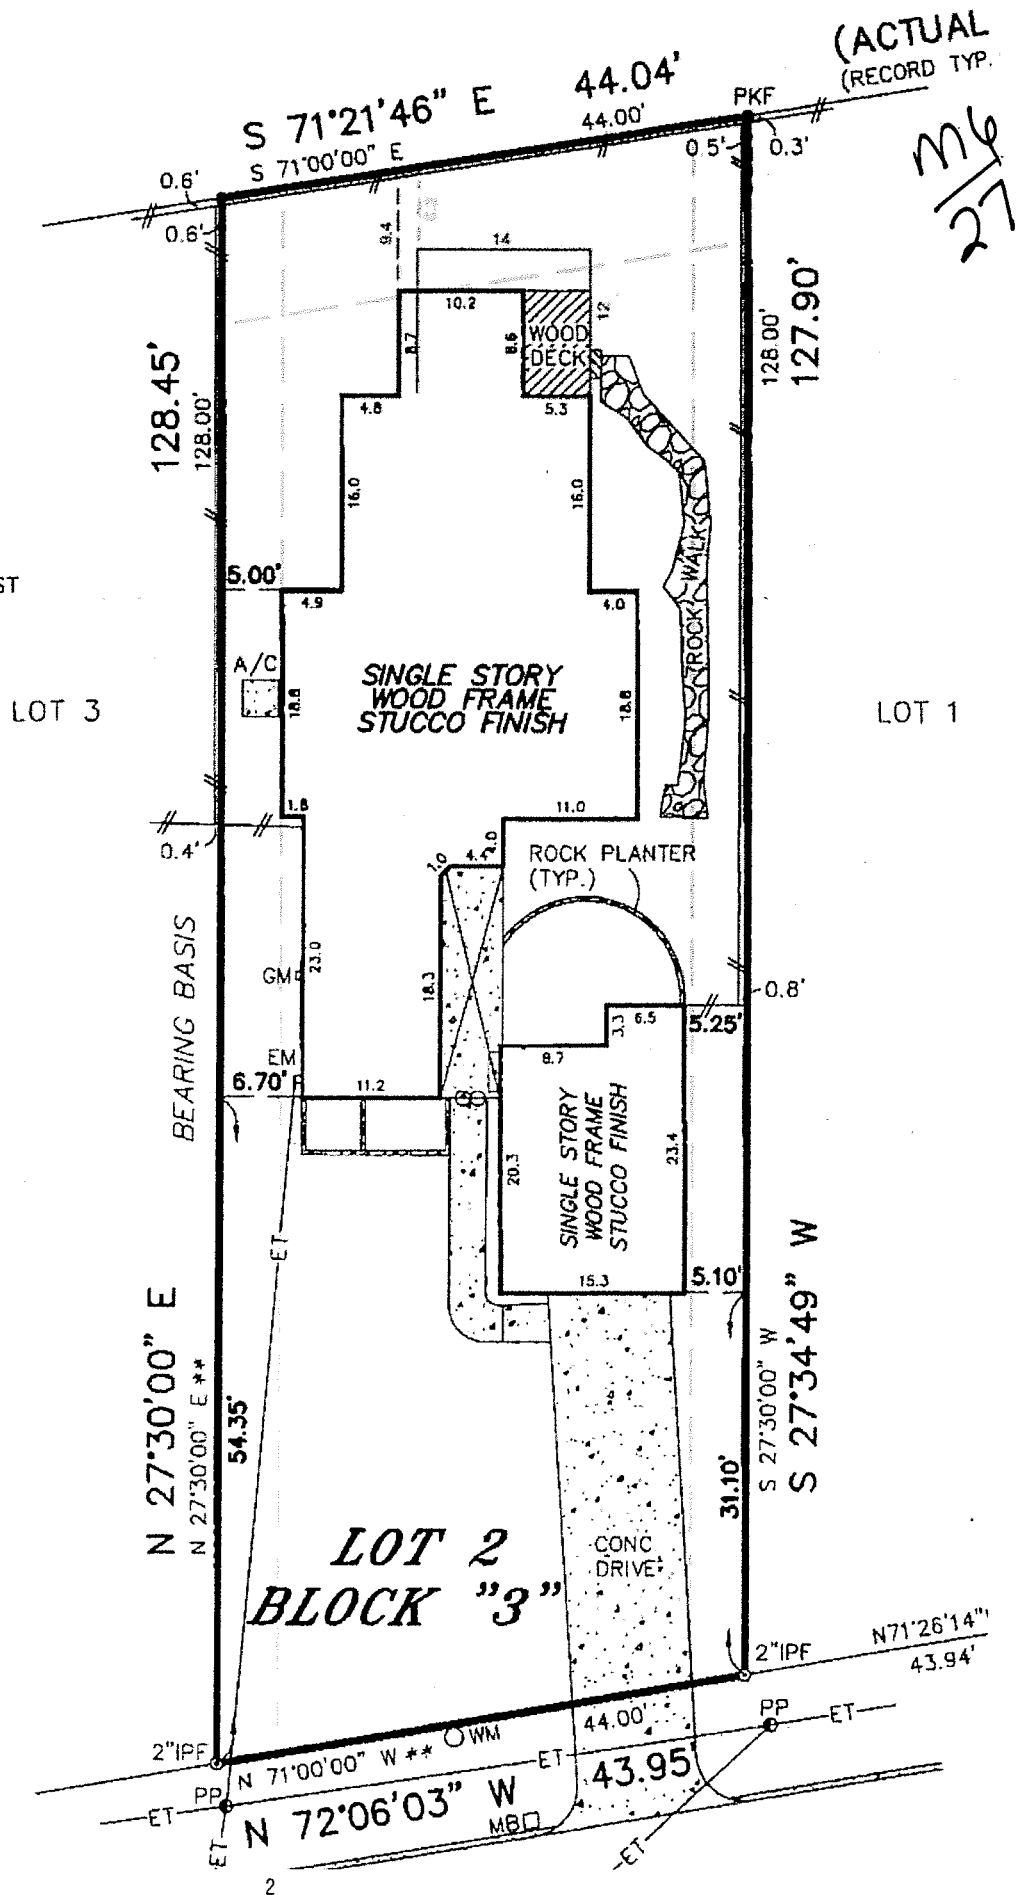 (ACTUAL
(RECORD TYP.
M6
27
S 71°21'46" E 44.04'
S 71°00'00" E 44.00'
PKF
0.5'
0.3'
0.6'
0.6'
9.4
14
10.2
12
8.7
8.6
WOOD
DECK
128.45'
128.00'
128.00'
127.90'
4.8
5.3
16.0
16.0
ST
5.00'
4.9
4.0
ROCK WALK
A/C
SINGLE STORY
WOOD FRAME
STUCCO FINISH
18.8
18.8
LOT 3
LOT 1
1.8
11.0
0.4'
4.0
4.4
1.0
ROCK PLANTER
(TYP.)
BEARING BASIS
GM
23.0
18.3
0.8'
3.3
6.5
5.25'
8.7
EM
6.70'
11.2
20.3
SINGLE STORY
WOOD FRAME
STUCCO FINISH
23.4
ET
15.3
5.10'
N 27°30'00" E
N 27°30'00" E **
54.35'
31.10'
S 27°30'00" W
S 27°34'49" W
LOT 2
BLOCK "3"
CONC
DRIVE
2"IPF
N71°26'14"
43.94'
2"IPF
N 71°00'00" W **
WM
44.00'
PP
ET
PP
ET
ET
N 72°06'03" W 43.95'
MB
ET
ET
2